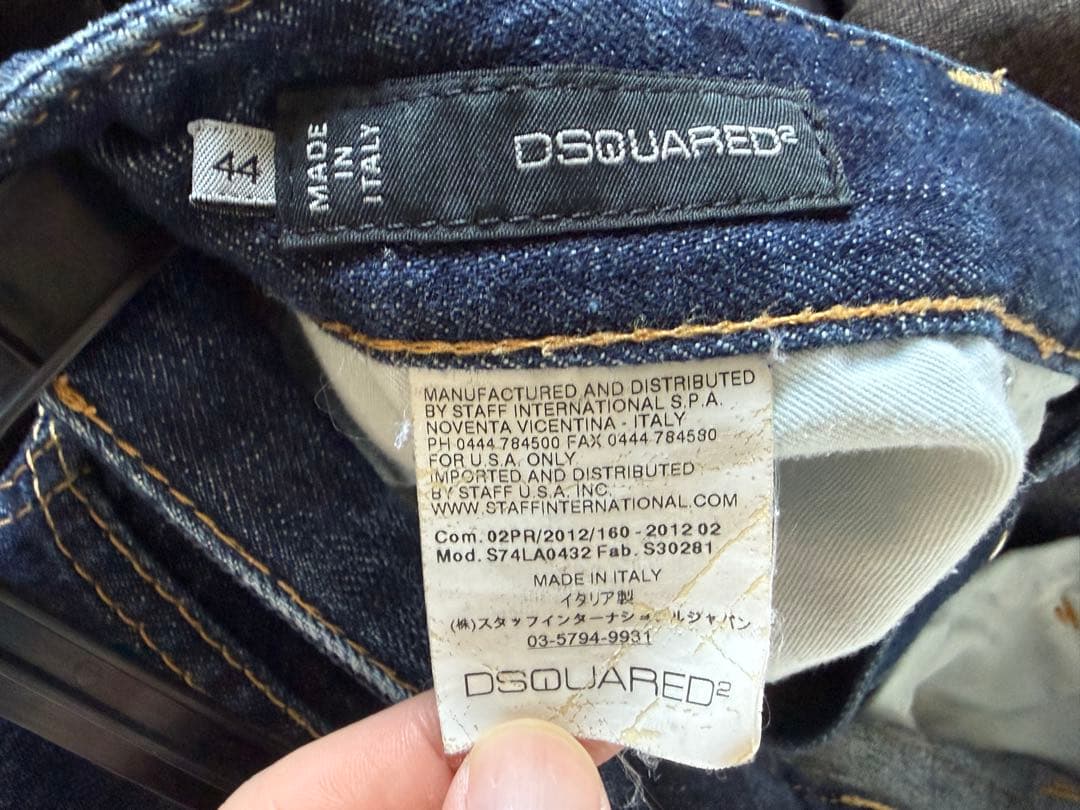 44
MADE
IN
ITALY
DSQUARED²
MANUFACTURED AND DISTRIBUTED
BY STAFF INTERNATIONAL S.P.A.
NOVENTA VICENTINA - ITALY
PH 0444 784500 FAX 0444 784580
FOR U.S.A. ONLY
IMPORTED AND DISTRIBUTED
BY STAFF U.S.A. INC.
WWW.STAFFINTERNATIONAL.COM
Com. 02PR/2012/160 - 2012 02
Mod. S74LA0432 Fab. S30281
MADE IN ITALY
イタリア製
(株)スタッフインターナショ ルジャパン
03-5794-9931
DSQUARED²